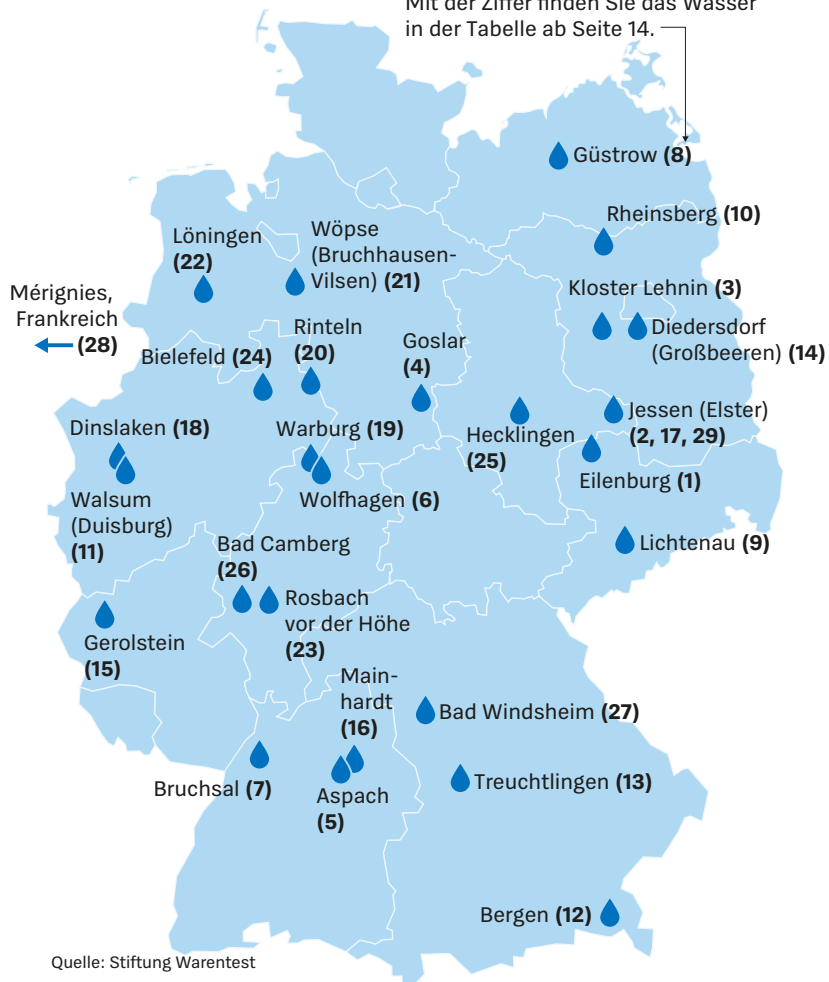 Mit der Ziffer finden Sie das Wasser
in der Tabelle ab Seite 14.
Güstrow (8)
Rheinsberg (10)
Löningen
(22)
Wöpse
(Bruchhausen-
Vilsen) (21)
Kloster Lehnin (3)
Mérignies,
Frankreich
(28)
Diedersdorf
(Großbeeren) (14)
Bielefeld (24)
Rinteln
(20)
Goslar
(4)
Jessen (Elster)
(2, 17, 29)
Dinslaken (18)
Warburg (19)
Hecklingen
(25)
Eilenburg (1)
Walsum
(Duisburg)
(11)
Wolfhagen (6)
Lichtenau (9)
Bad Camberg
(26)
Rosbach
vor der Höhe
(23)
Gerolstein
(15)
Main-
hardt
(16)
Bad Windsheim (27)
Bruchsal (7)
Aspach
(5)
Treuchtlingen (13)
Bergen (12)
Quelle: Stiftung Warentest